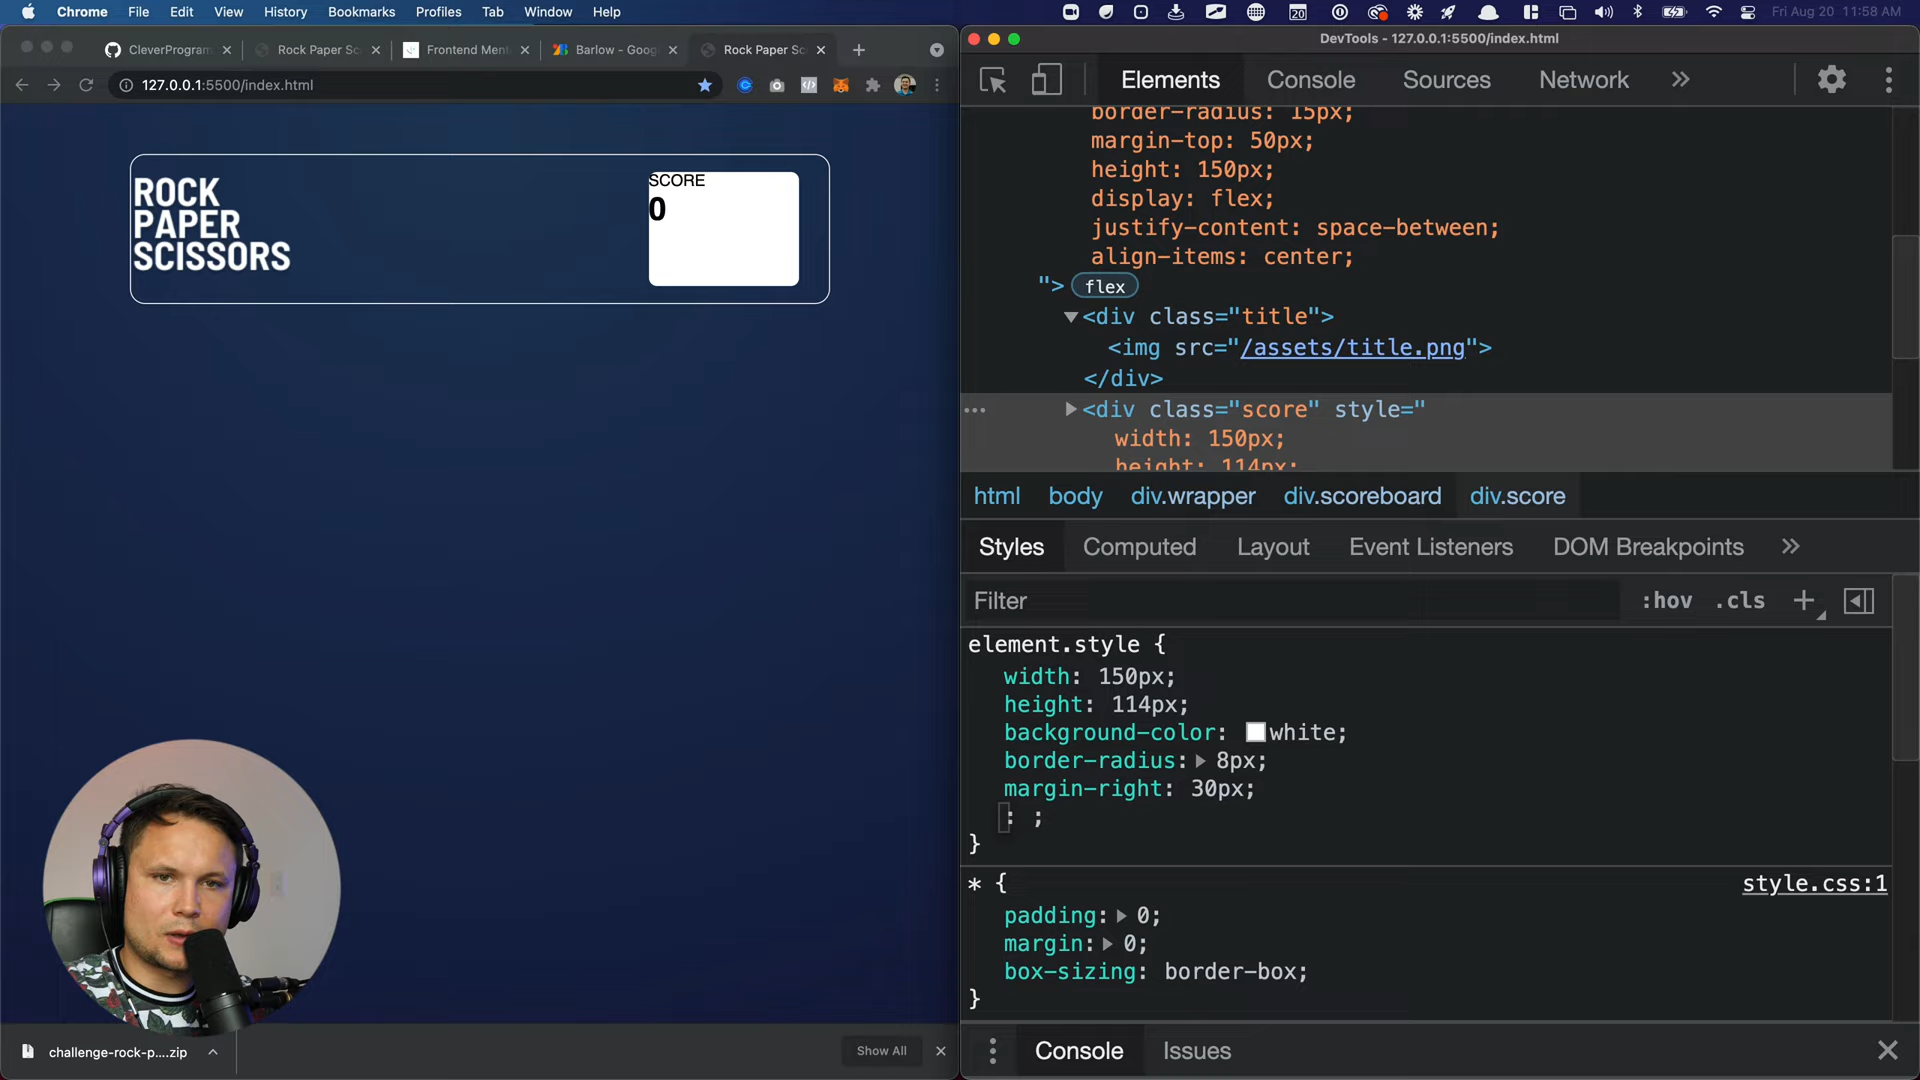 Chrome File Edit View History Bookmarks Profiles Tab Window Help
20
Fri Aug 20 11:58 AM
CleverProgram
Rock Paper Sc
Frontend Ment
Barlow - Goog
Rock Paper Sc
127.0.0.1:5500/index.html
ROCK
PAPER
SCISSORS
SCORE
0
challenge-rock-p....zip
Show All
DevTools - 127.0.0.1:5500/index.html
Elements Console Sources Network »
border-radius: 15px;
margin-top: 50px;
height: 150px;
display: flex;
justify-content: space-between;
align-items: center;
"> flex
<div class="title">
<img src="/assets/title.png">
</div>
<div class="score" style="
width: 150px;
height: 114px;
html body div.wrapper div.scoreboard div.score
Styles Computed Layout Event Listeners DOM Breakpoints »
Filter :hov .cls +
element.style {
width: 150px;
height: 114px;
background-color: white;
border-radius: 8px;
margin-right: 30px;
: ;
}
* { style.css:1
padding: 0;
margin: 0;
box-sizing: border-box;
}
Console Issues